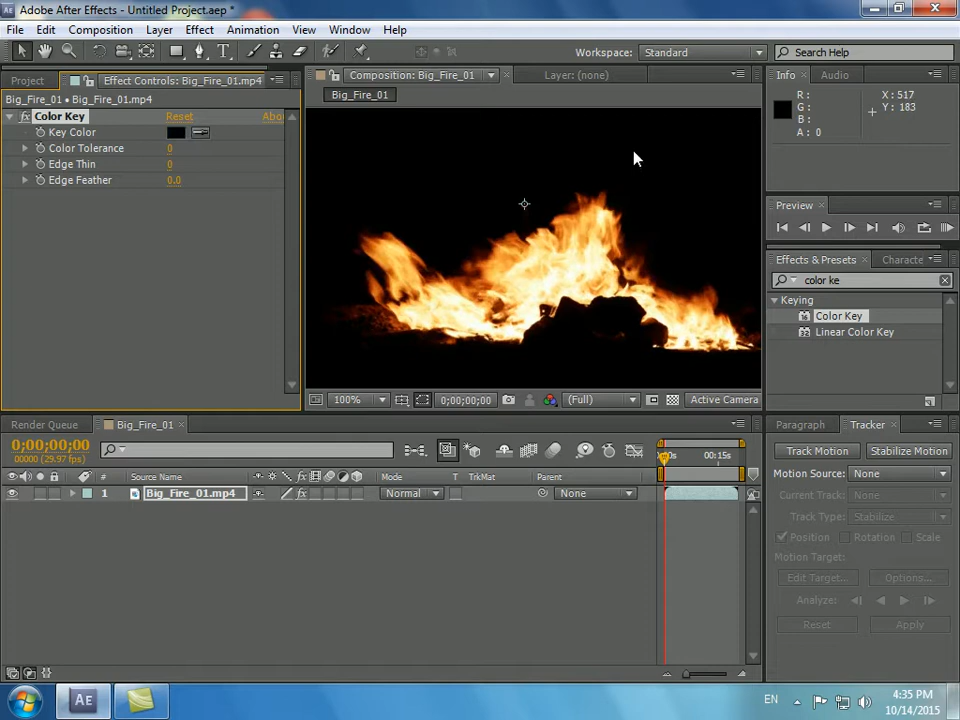 Adobe After Effects - Untitled Project.aep *
File Edit Composition Layer Effect Animation View Window Help
Workspace: Standard Search Help
Project Effect Controls: Big_Fire_01.mp4
Big_Fire_01 • Big_Fire_01.mp4
fx Color Key Reset Abo
Key Color
Color Tolerance 0
Edge Thin 0
Edge Feather 0.0
Composition: Big_Fire_01 Layer: (none)
Big_Fire_01
100% 0;00;00;00 (Full) Active Camera
Info Audio
R : X : 517
G : Y : 183
B :
A : 0
Preview
Effects & Presets Characte
color ke
Keying
Color Key
Linear Color Key
Render Queue Big_Fire_01
0;00;00;00
00000 (29.97 fps)
00:15s
# Source Name Mode T TrkMat Parent
1 Big_Fire_01.mp4 fx Normal None
Paragraph Tracker
Track Motion Stabilize Motion
Motion Source: None
Current Track: None
Track Type: Stabilize
Position Rotation Scale
Motion Target:
Edit Target... Options...
Analyze:
Reset Apply
Ae EN 4:35 PM
10/14/2015